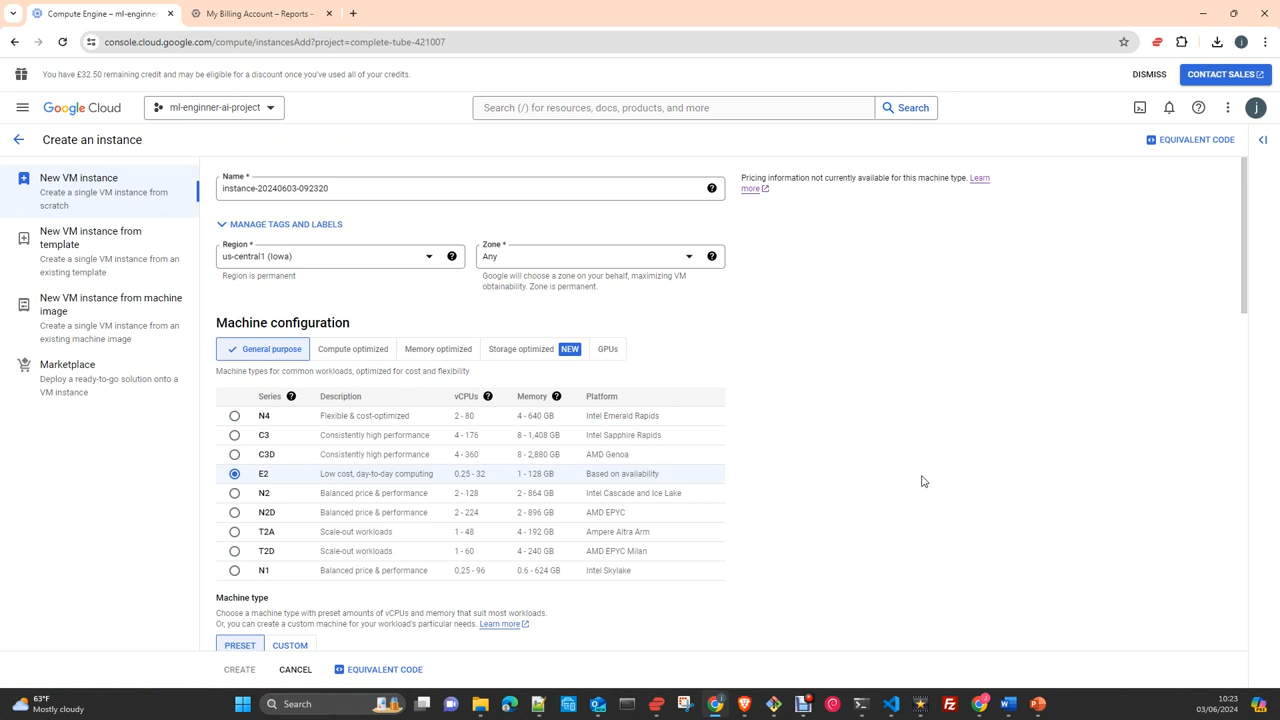 Compute Engine – ml-enginner
My Billing Account – Reports –
console.cloud.google.com/compute/instancesAdd?project=complete-tube-421007
j
You have £32.50 remaining credit and may be eligible for a discount once you've used all of your credits.
DISMISS
CONTACT SALES
Google Cloud
ml-enginner-ai-project
Search (/) for resources, docs, products, and more
Search
j
Create an instance
EQUIVALENT CODE
New VM instance
Create a single VM instance from
scratch
New VM instance from
template
Create a single VM instance from an
existing template
New VM instance from machine
image
Create a single VM instance from an
existing machine image
Marketplace
Deploy a ready-to-go solution onto a
VM instance
Name *
instance-20240603-092320
MANAGE TAGS AND LABELS
Region *
us-central1 (Iowa)
Region is permanent
Zone *
Any
Google will choose a zone on your behalf, maximizing VM
obtainability. Zone is permanent.
Pricing information not currently available for this machine type. Learn
more
Machine configuration
General purpose
Compute optimized
Memory optimized
Storage optimized NEW
GPUs
Machine types for common workloads, optimized for cost and flexibility
Series Description vCPUs Memory Platform
N4 Flexible & cost-optimized 2 - 80 4 - 640 GB Intel Emerald Rapids
C3 Consistently high performance 4 - 176 8 - 1,408 GB Intel Sapphire Rapids
C3D Consistently high performance 4 - 360 8 - 2,880 GB AMD Genoa
E2 Low cost, day-to-day computing 0.25 - 32 1 - 128 GB Based on availability
N2 Balanced price & performance 2 - 128 2 - 864 GB Intel Cascade and Ice Lake
N2D Balanced price & performance 2 - 224 2 - 896 GB AMD EPYC
T2A Scale-out workloads 1 - 48 4 - 192 GB Ampere Altra Arm
T2D Scale-out workloads 1 - 60 4 - 240 GB AMD EPYC Milan
N1 Balanced price & performance 0.25 - 96 0.6 - 624 GB Intel Skylake
Machine type
Choose a machine type with preset amounts of vCPUs and memory that suit most workloads.
Or, you can create a custom machine for your workload's particular needs. Learn more
PRESET
CUSTOM
CREATE
CANCEL
EQUIVALENT CODE
63°F
Mostly cloudy
Search
10:23
03/06/2024